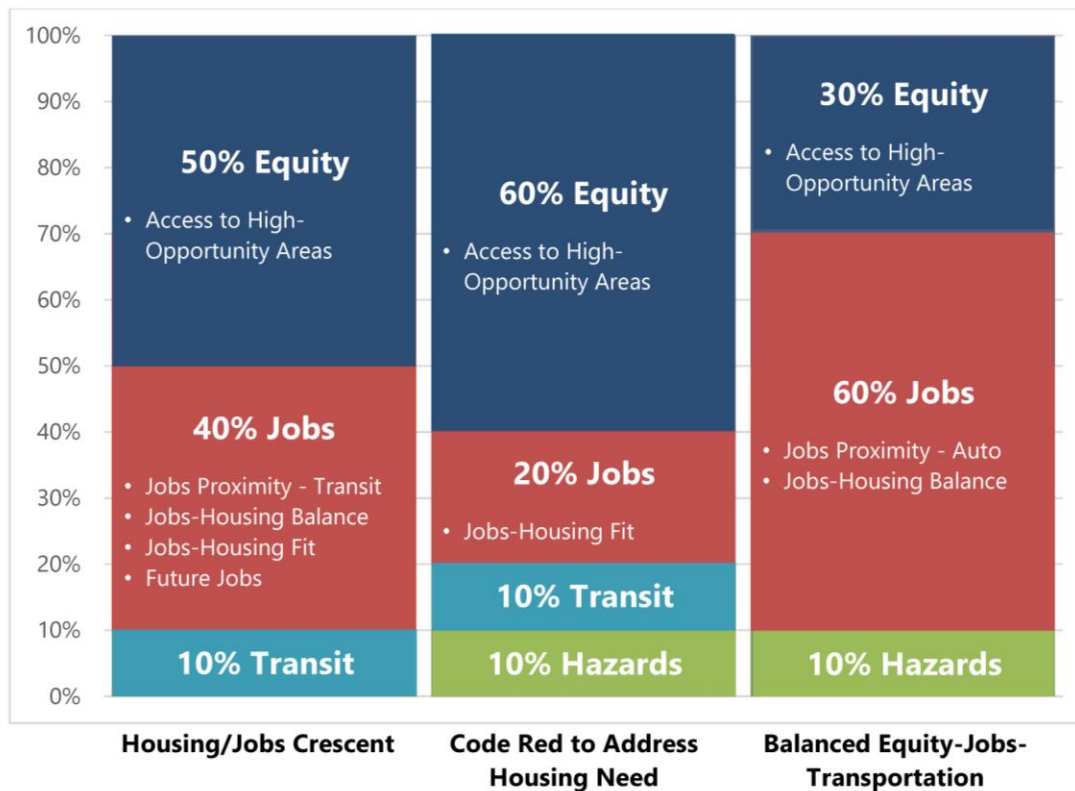 100%
90%
80%
70%
60%
50%
40%
30%
20%
10%
0%
50% Equity
• Access to High-
Opportunity Areas
40% Jobs
• Jobs Proximity - Transit
• Jobs-Housing Balance
• Jobs-Housing Fit
• Future Jobs
10% Transit
60% Equity
• Access to High-
Opportunity Areas
20% Jobs
• Jobs-Housing Fit
10% Transit
10% Hazards
30% Equity
• Access to High-
Opportunity Areas
60% Jobs
• Jobs Proximity - Auto
• Jobs-Housing Balance
10% Hazards
Housing/Jobs Crescent
Code Red to Address
Housing Need
Balanced Equity-Jobs-
Transportation